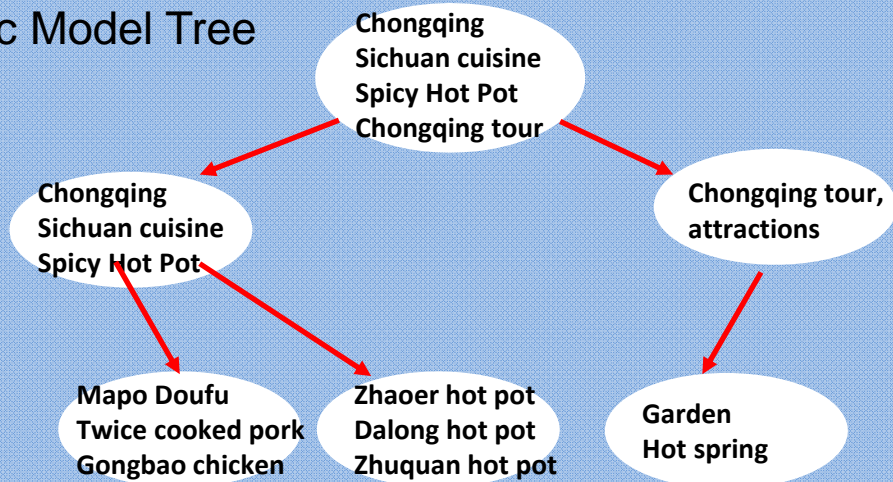 c Model Tree
Chongqing
Sichuan cuisine
Spicy Hot Pot
Chongqing tour
Chongqing
Sichuan cuisine
Spicy Hot Pot
Chongqing tour,
attractions
Mapo Doufu
Twice cooked pork
Gongbao chicken
Zhaoer hot pot
Dalong hot pot
Zhuquan hot pot
Garden
Hot spring